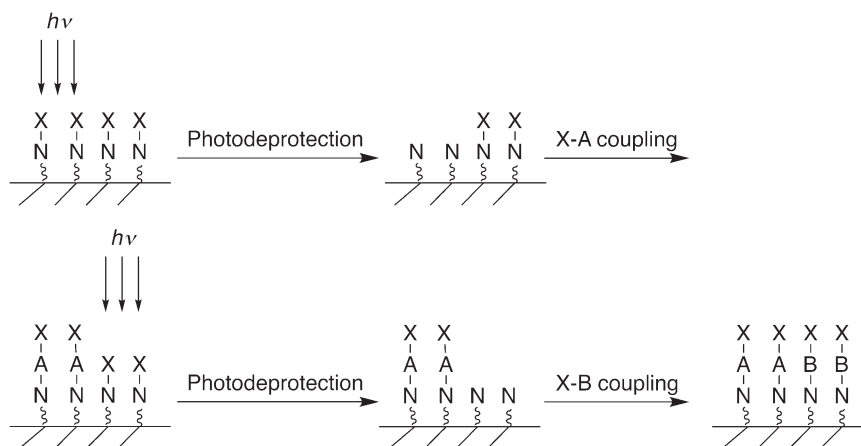 hν
X X X X
N N N N
Photodeprotection
N N N N
X X
X-A coupling
hν
X X
A A X X
N N N N
Photodeprotection
X X
A A
N N N N
X-B coupling
X X X X
A A B B
N N N N